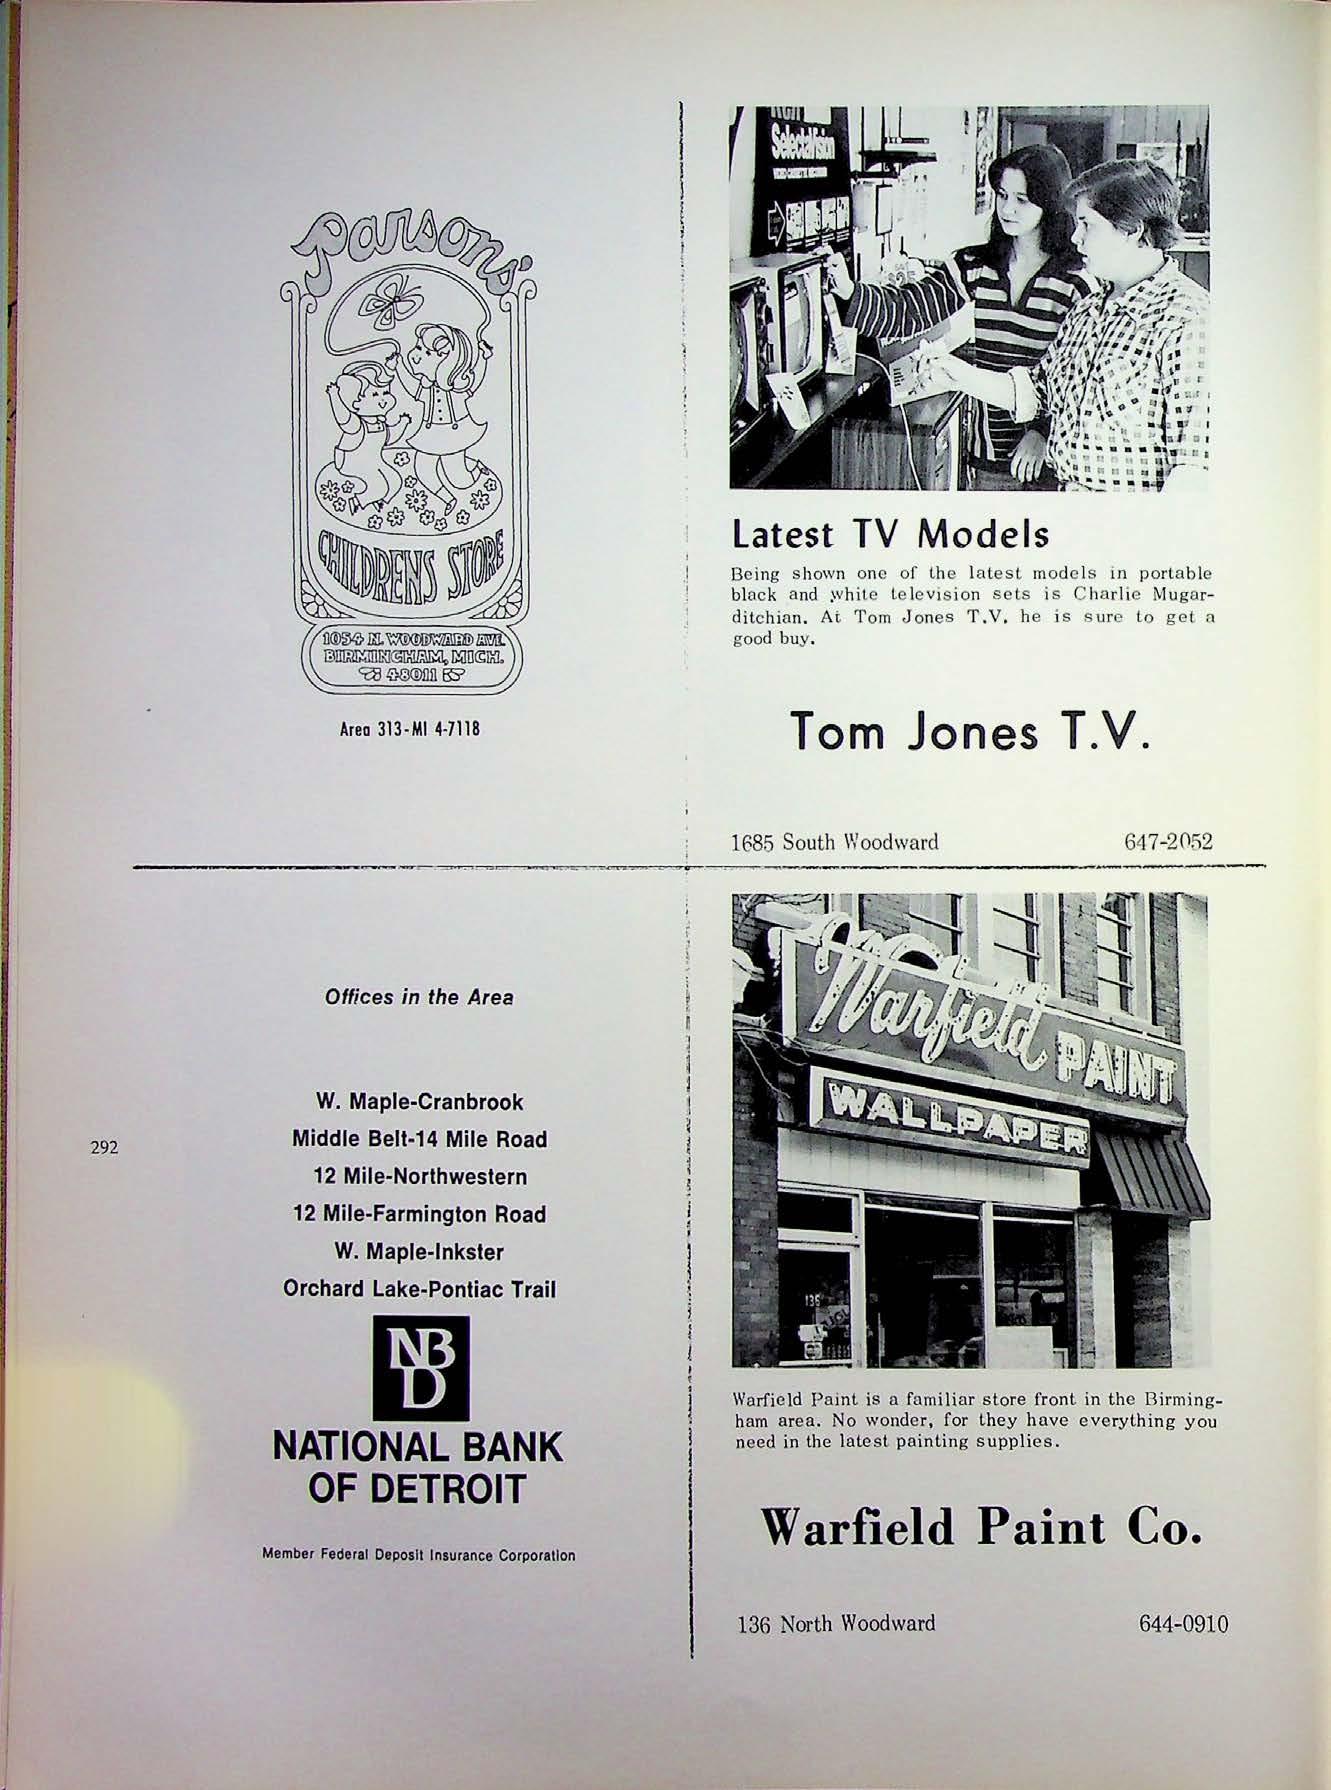 Parsons'
CHILDRENS STORE
1054 N. WOODWARD AVE.
BIRMINGHAM, MICH.
48011
Area 313-MI 4-7118
SelectaVision
Latest TV Models
Being shown one of the latest models in portable
black and white television sets is Charlie Mugar-
ditchian. At Tom Jones T.V. he is sure to get a
good buy.
Tom Jones T.V.
1685 South Woodward 647-2052
Offices in the Area
W. Maple-Cranbrook
Middle Belt-14 Mile Road
12 Mile-Northwestern
12 Mile-Farmington Road
W. Maple-Inkster
Orchard Lake-Pontiac Trail
NBD
NATIONAL BANK
OF DETROIT
Member Federal Deposit Insurance Corporation
292
Warfield PAINT
WALLPAPER
136
Warfield Paint is a familiar store front in the Birming-
ham area. No wonder, for they have everything you
need in the latest painting supplies.
Warfield Paint Co.
136 North Woodward 644-0910